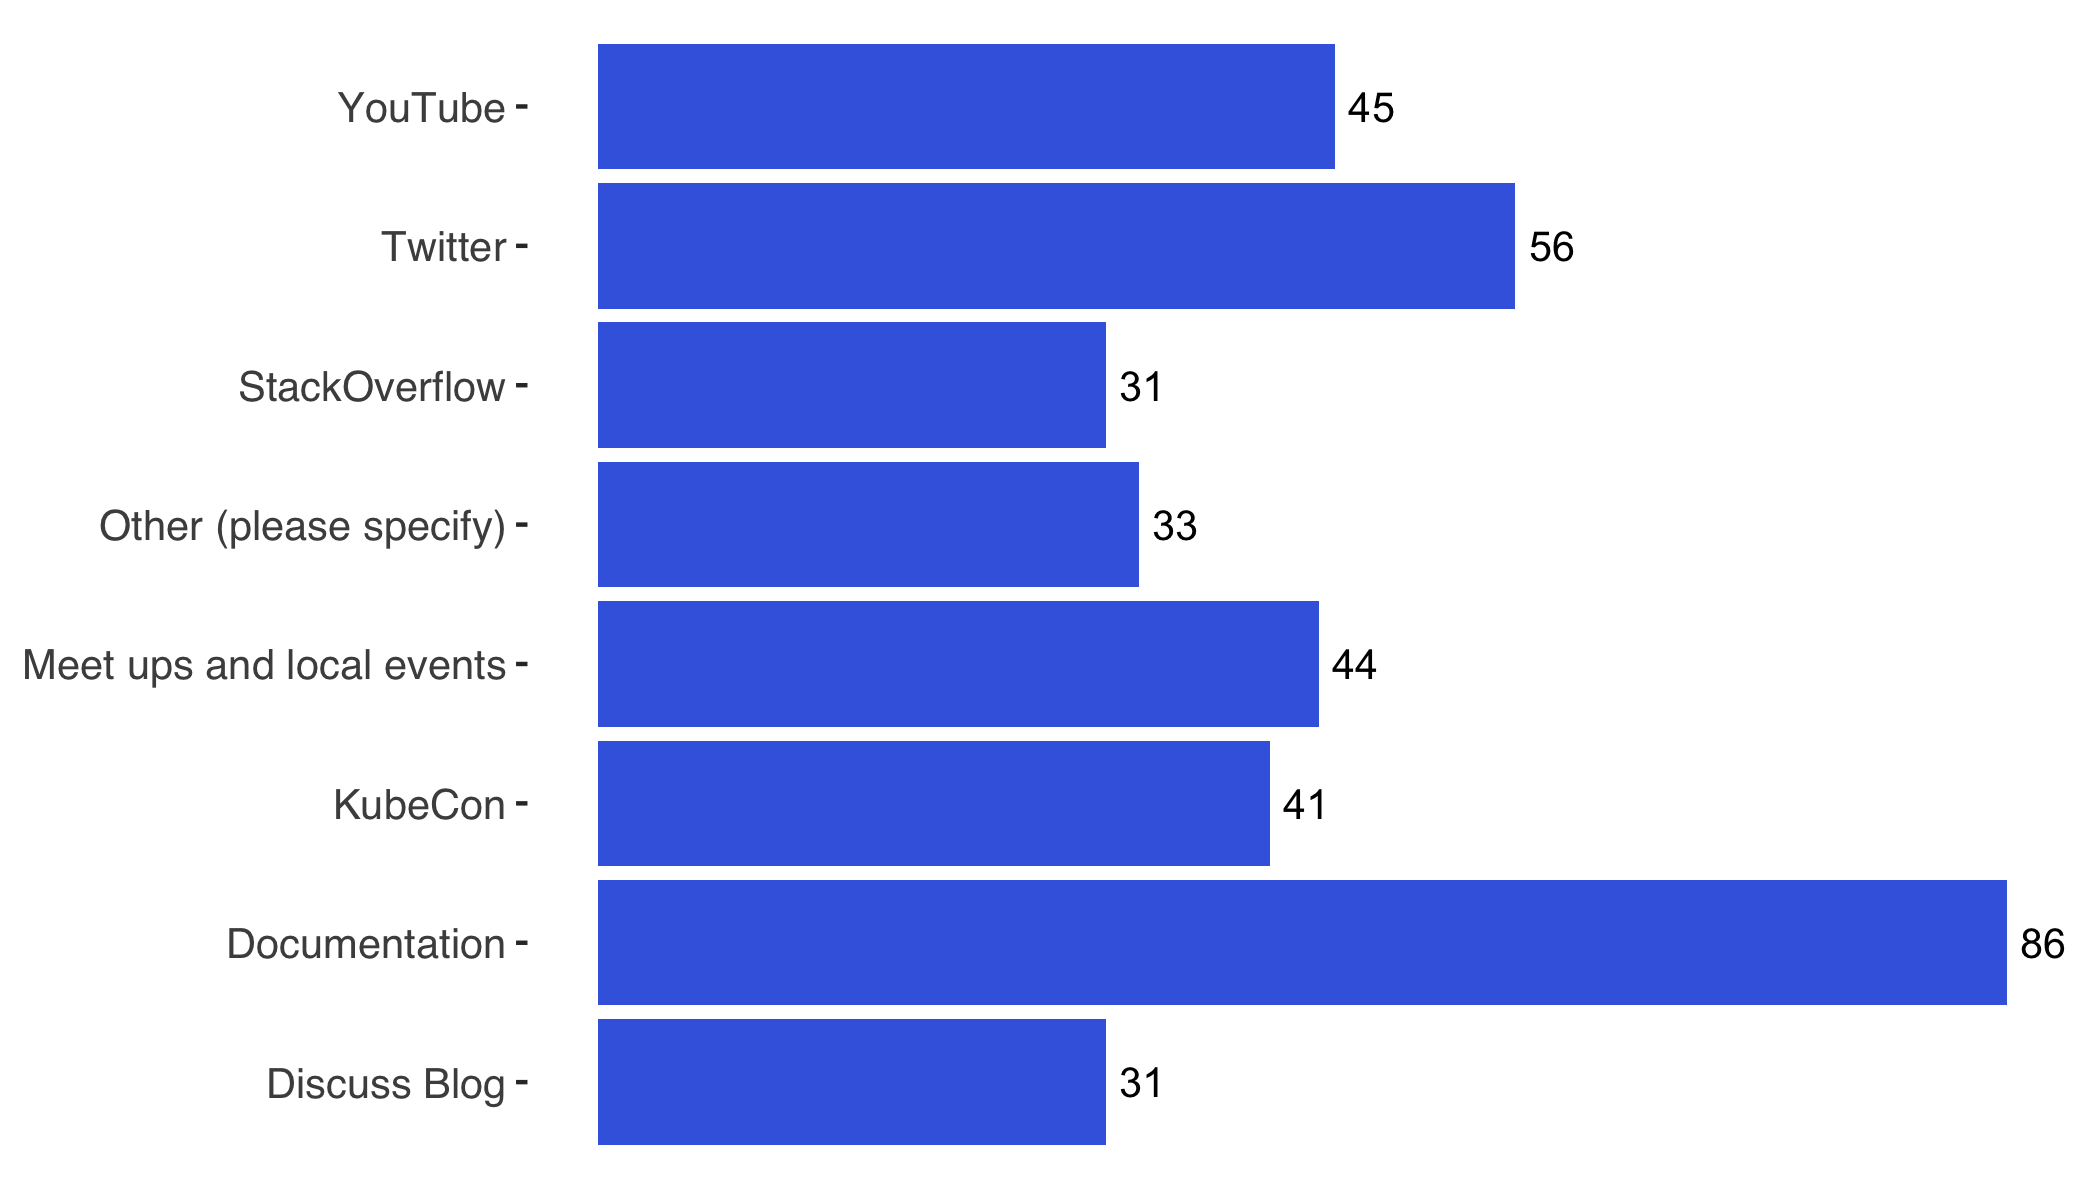 YouTube 45
Twitter 56
StackOverflow 31
Other (please specify) 33
Meet ups and local events 44
KubeCon 41
Documentation 86
Discuss Blog 31